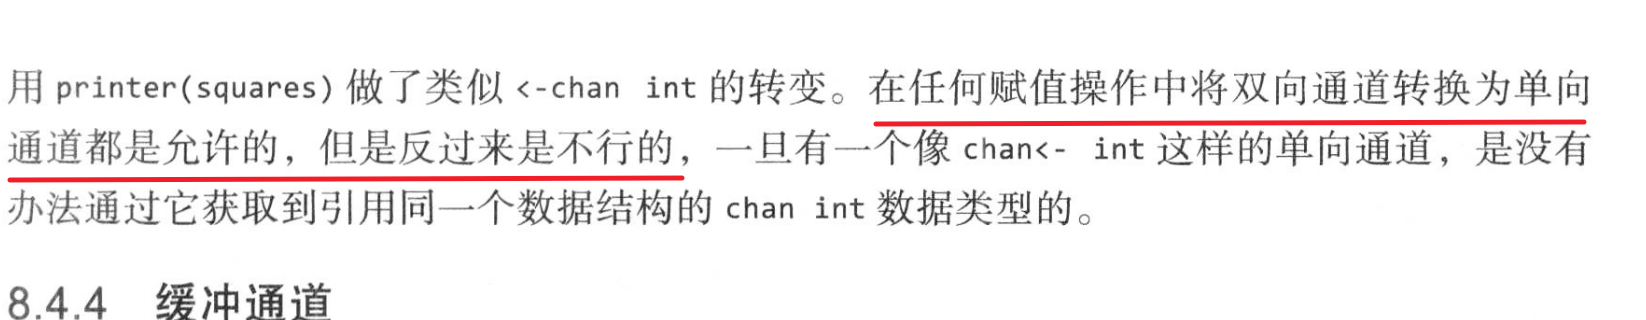 用 printer(squares) 做了类似 <-chan int 的转变。在任何赋值操作中将双向通道转换为单向
通道都是允许的，但是反过来是不行的，一旦有一个像 chan<- int 这样的单向通道，是没有
办法通过它获取到引用同一个数据结构的 chan int 数据类型的。
8.4.4 缓冲通道